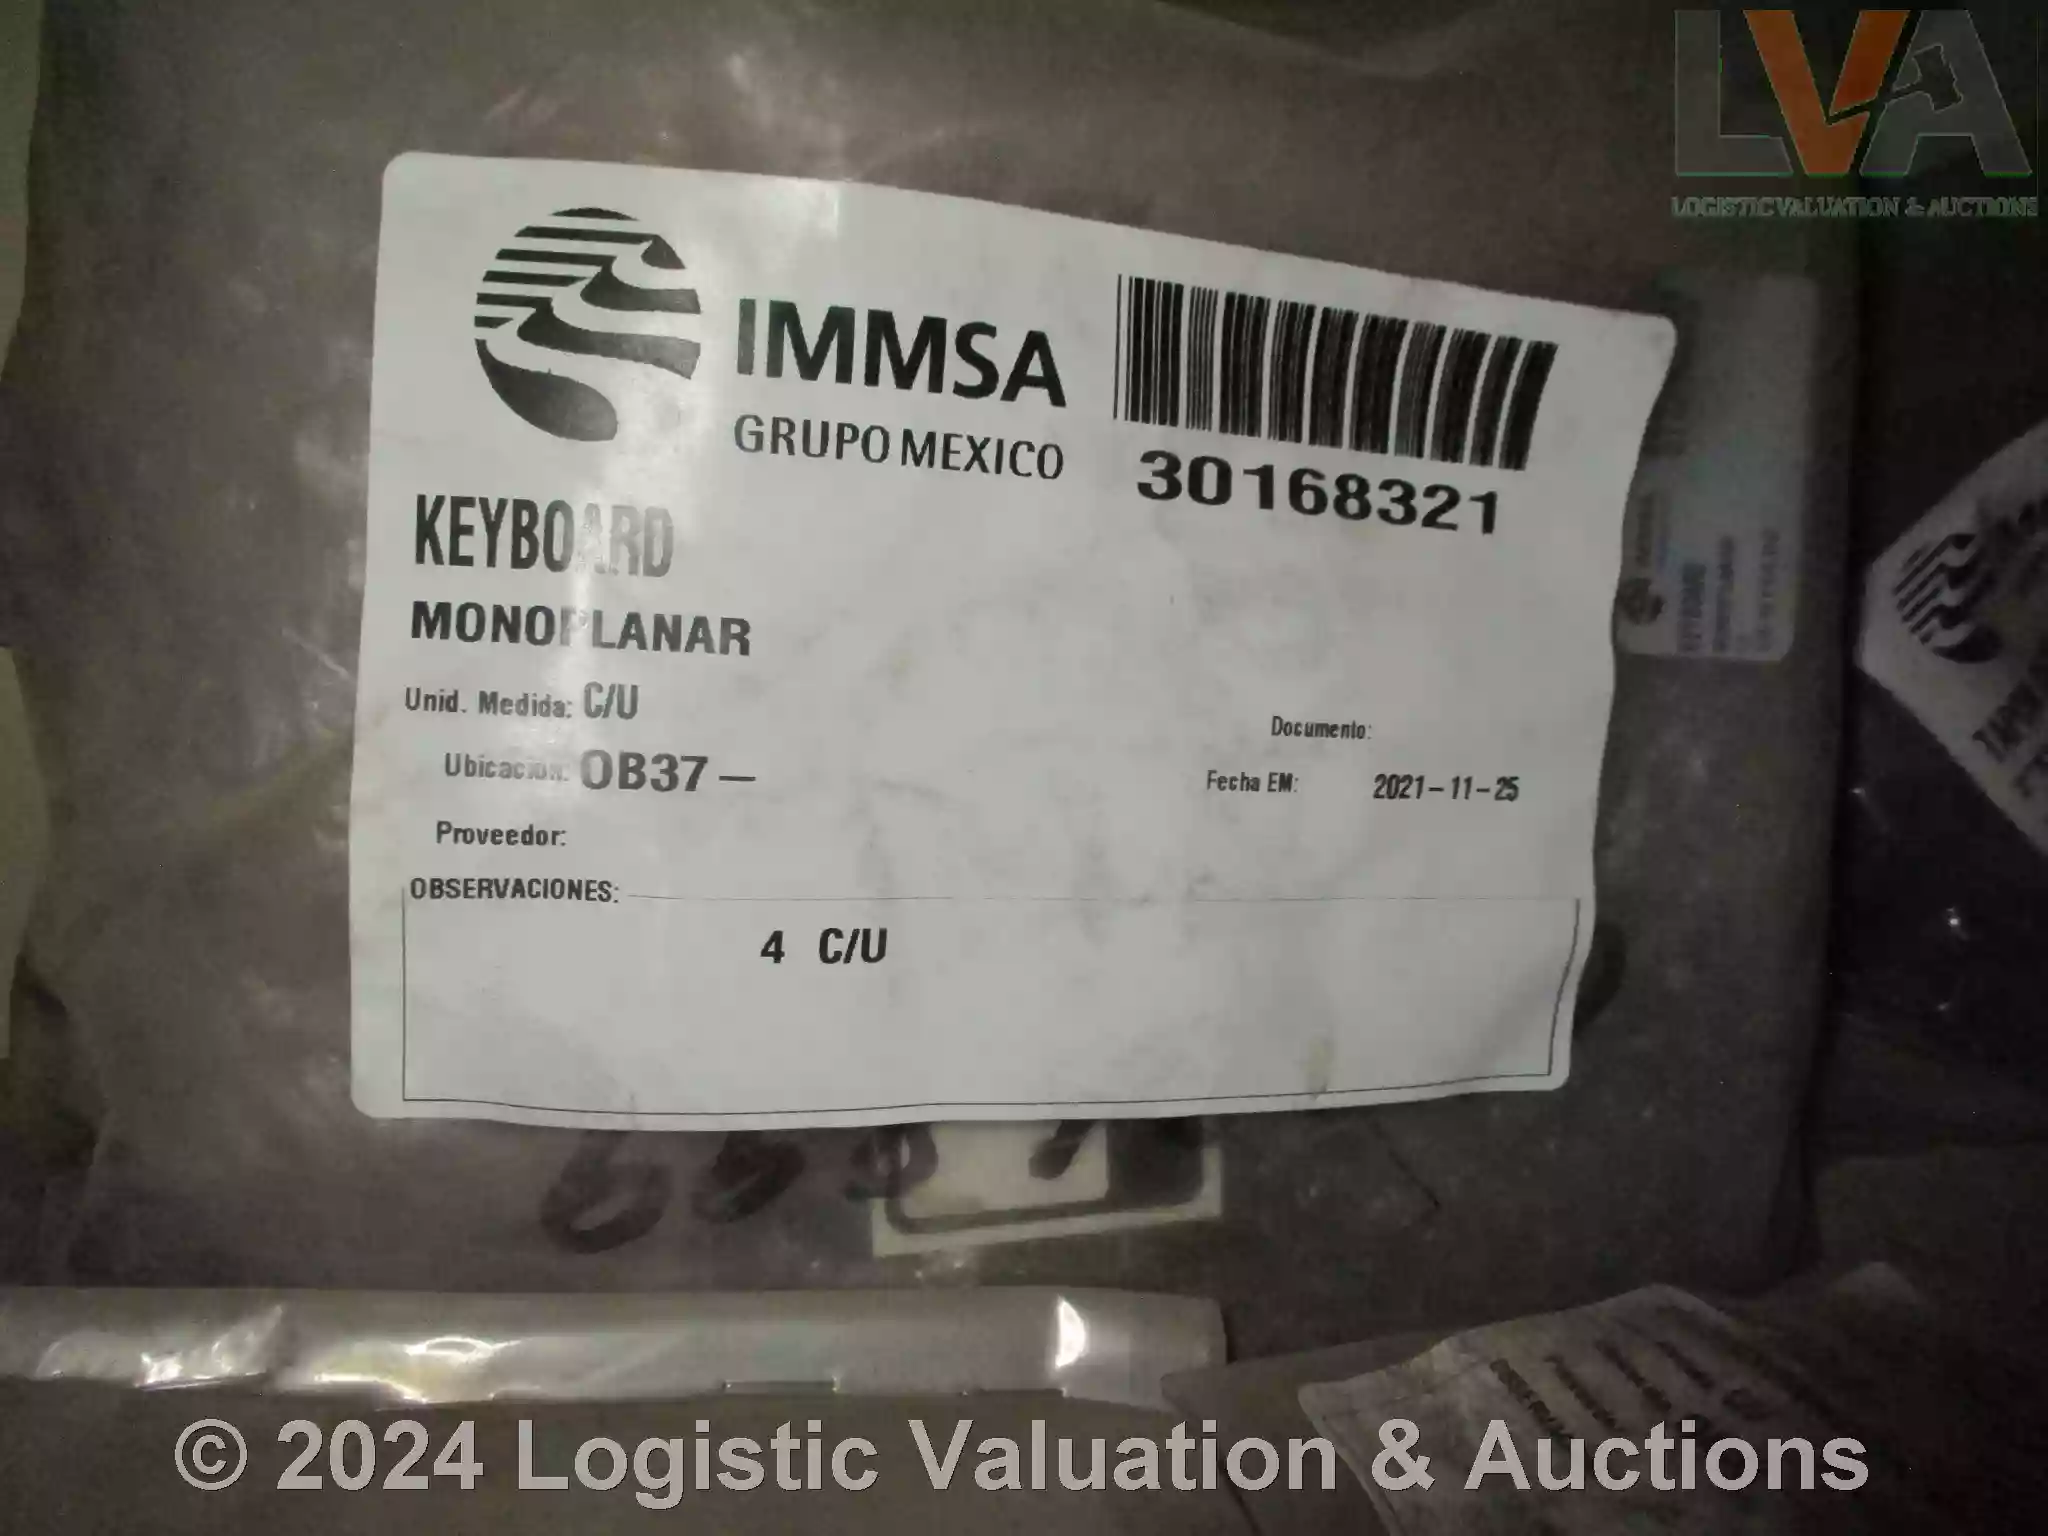 LVA
LOGISTIC VALUATION & AUCTIONS
IMMSA
GRUPO MEXICO
30168321
KEYBOARD
MONOPLANAR
Unid. Medida: C/U
Documento:
Ubicacion: OB37-
Fecha EM: 2021-11-25
Proveedor:
OBSERVACIONES:
4 C/U
© 2024 Logistic Valuation & Auctions